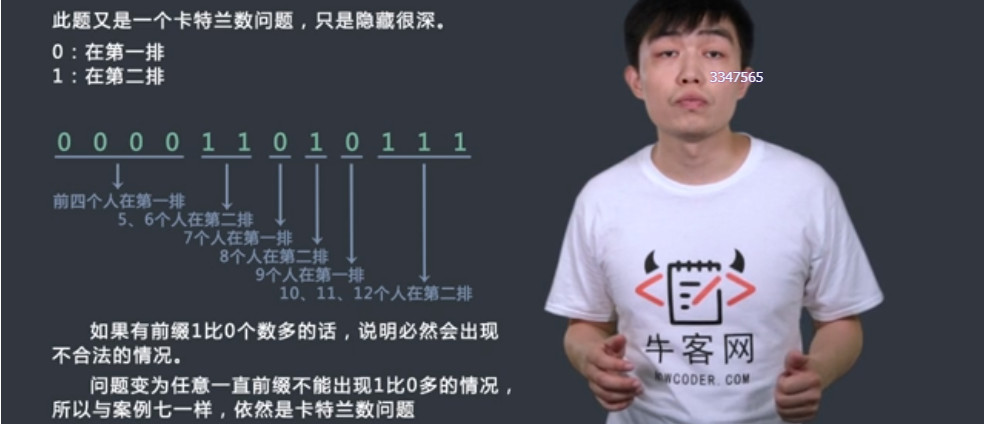 此题又是一个卡特兰数问题，只是隐藏很深。
0：在第一排
1：在第二排
0 0 0 0 1 1 0 1 0 1 1 1
前四个人在第一排
5、6个人在第二排
7个人在第一排
8个人在第二排
9个人在第一排
10、11、12个人在第二排
如果有前缀1比0个数多的话，说明必然会出现
不合法的情况。
问题变为任意一直前缀不能出现1比0多的情况，
所以与案例七一样，依然是卡特兰数问题
3347565
牛客网
NWCODER.COM